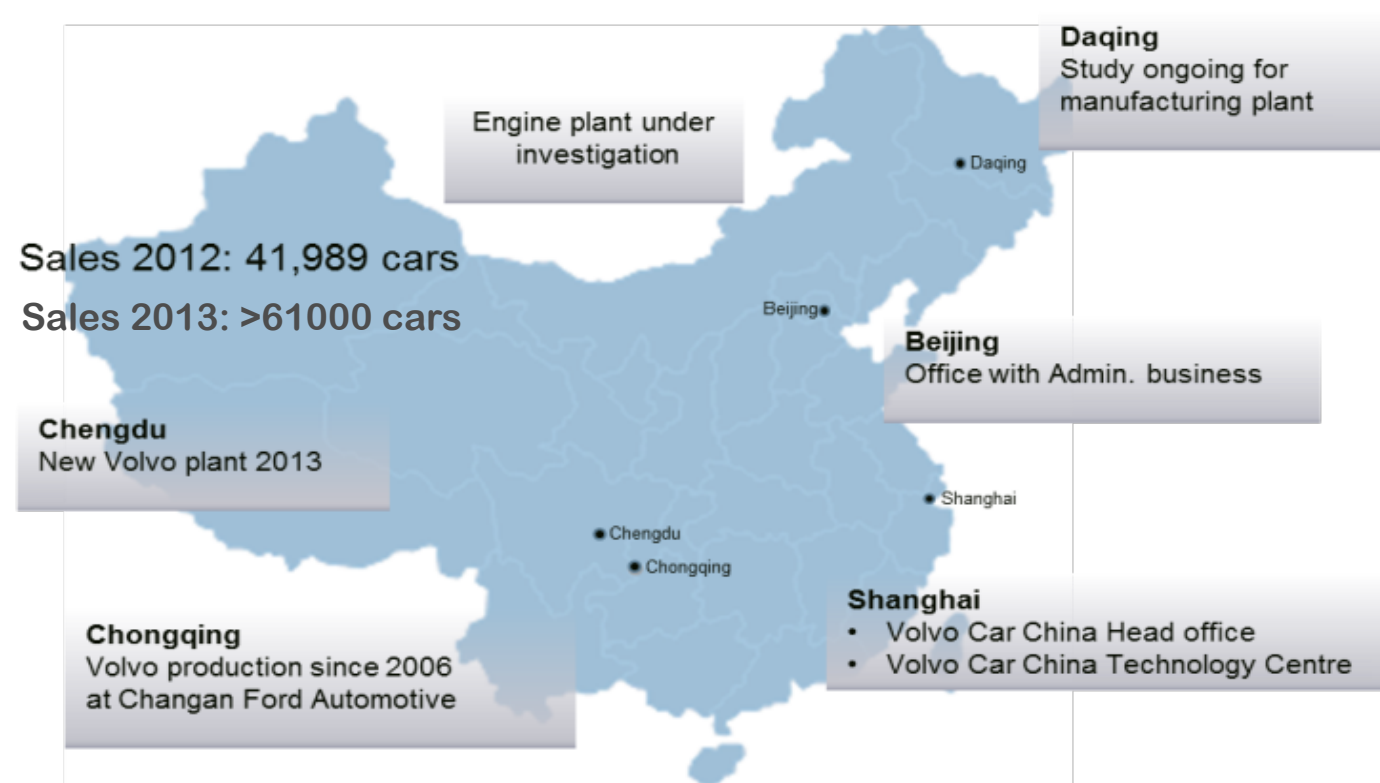 Daqing
Study ongoing for
manufacturing plant
Engine plant under
investigation
Daqing
Sales 2012: 41,989 cars
Sales 2013: >61000 cars
Beijing
Beijing
Office with Admin. business
Chengdu
New Volvo plant 2013
Shanghai
Chengdu
Chongqing
Shanghai
• Volvo Car China Head office
• Volvo Car China Technology Centre
Chongqing
Volvo production since 2006
at Changan Ford Automotive